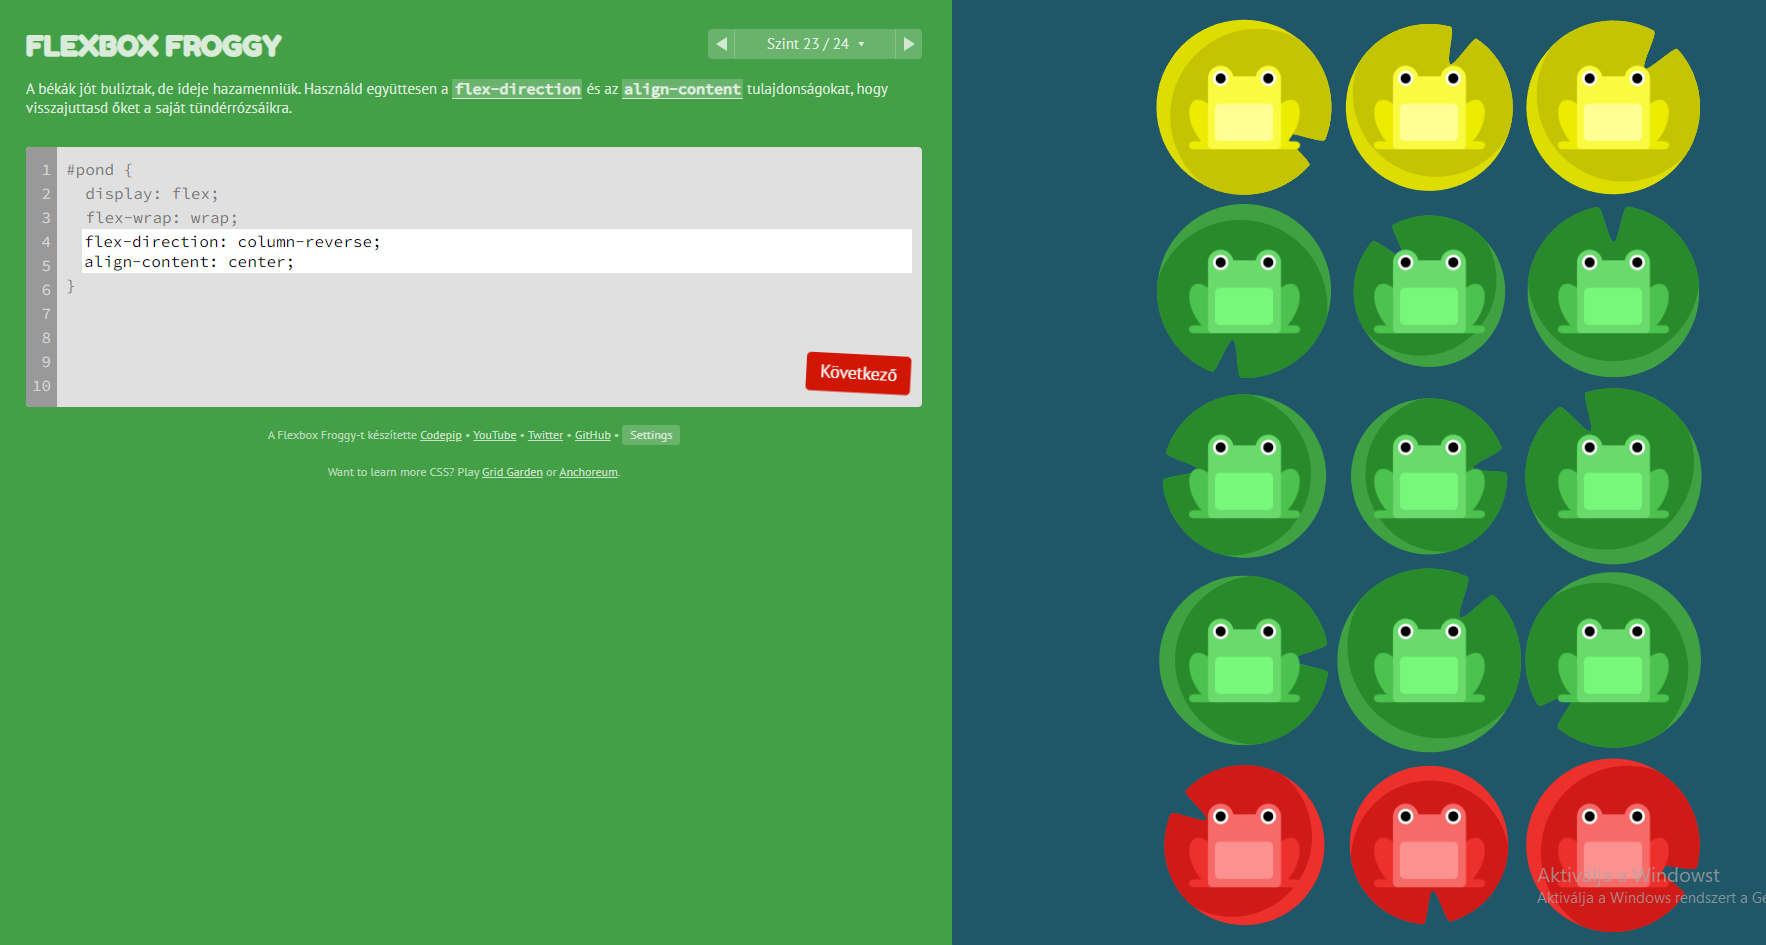 FLEXBOX FROGGY
Szint 23 / 24
A békák jót buliztak, de ideje hazamenniük. Használd együttesen a flex-direction és az align-content tulajdonságokat, hogy
visszajuttasd őket a saját tündérrózsáikra.
1 #pond {
2 display: flex;
3 flex-wrap: wrap;
4 flex-direction: column-reverse;
5 align-content: center;
6 }
7
8
9
10
Következő
A Flexbox Froggy-t készítette Codepip • YouTube • Twitter • GitHub • Settings
Want to learn more CSS? Play Grid Garden or Anchoreum.
Aktiválja a Windowst
Aktiválja a Windows rendszert a Ge